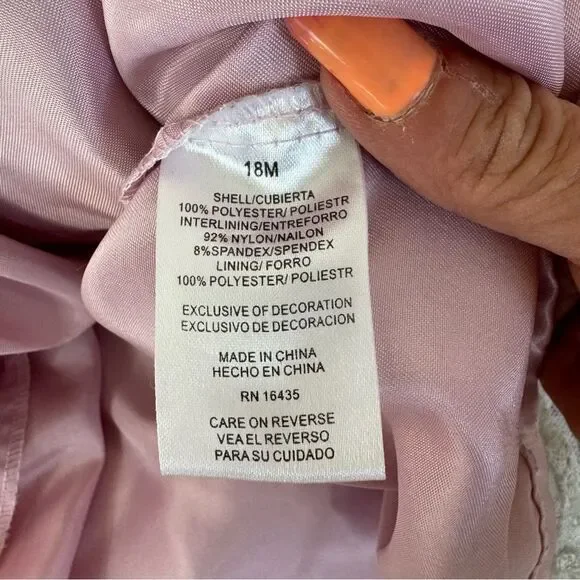 18M
SHELL/CUBIERTA
100% POLYESTER/ POLIESTR
INTERLINING/ENTREFORRO
92% NYLON/NAILON
8%SPANDEX/SPENDEX
LINING/ FORRO
100% POLYESTER/ POLIESTR
EXCLUSIVE OF DECORATION
EXCLUSIVO DE DECORACION
MADE IN CHINA
HECHO EN CHINA
RN 16435
CARE ON REVERSE
VEA EL REVERSO
PARA SU CUIDADO